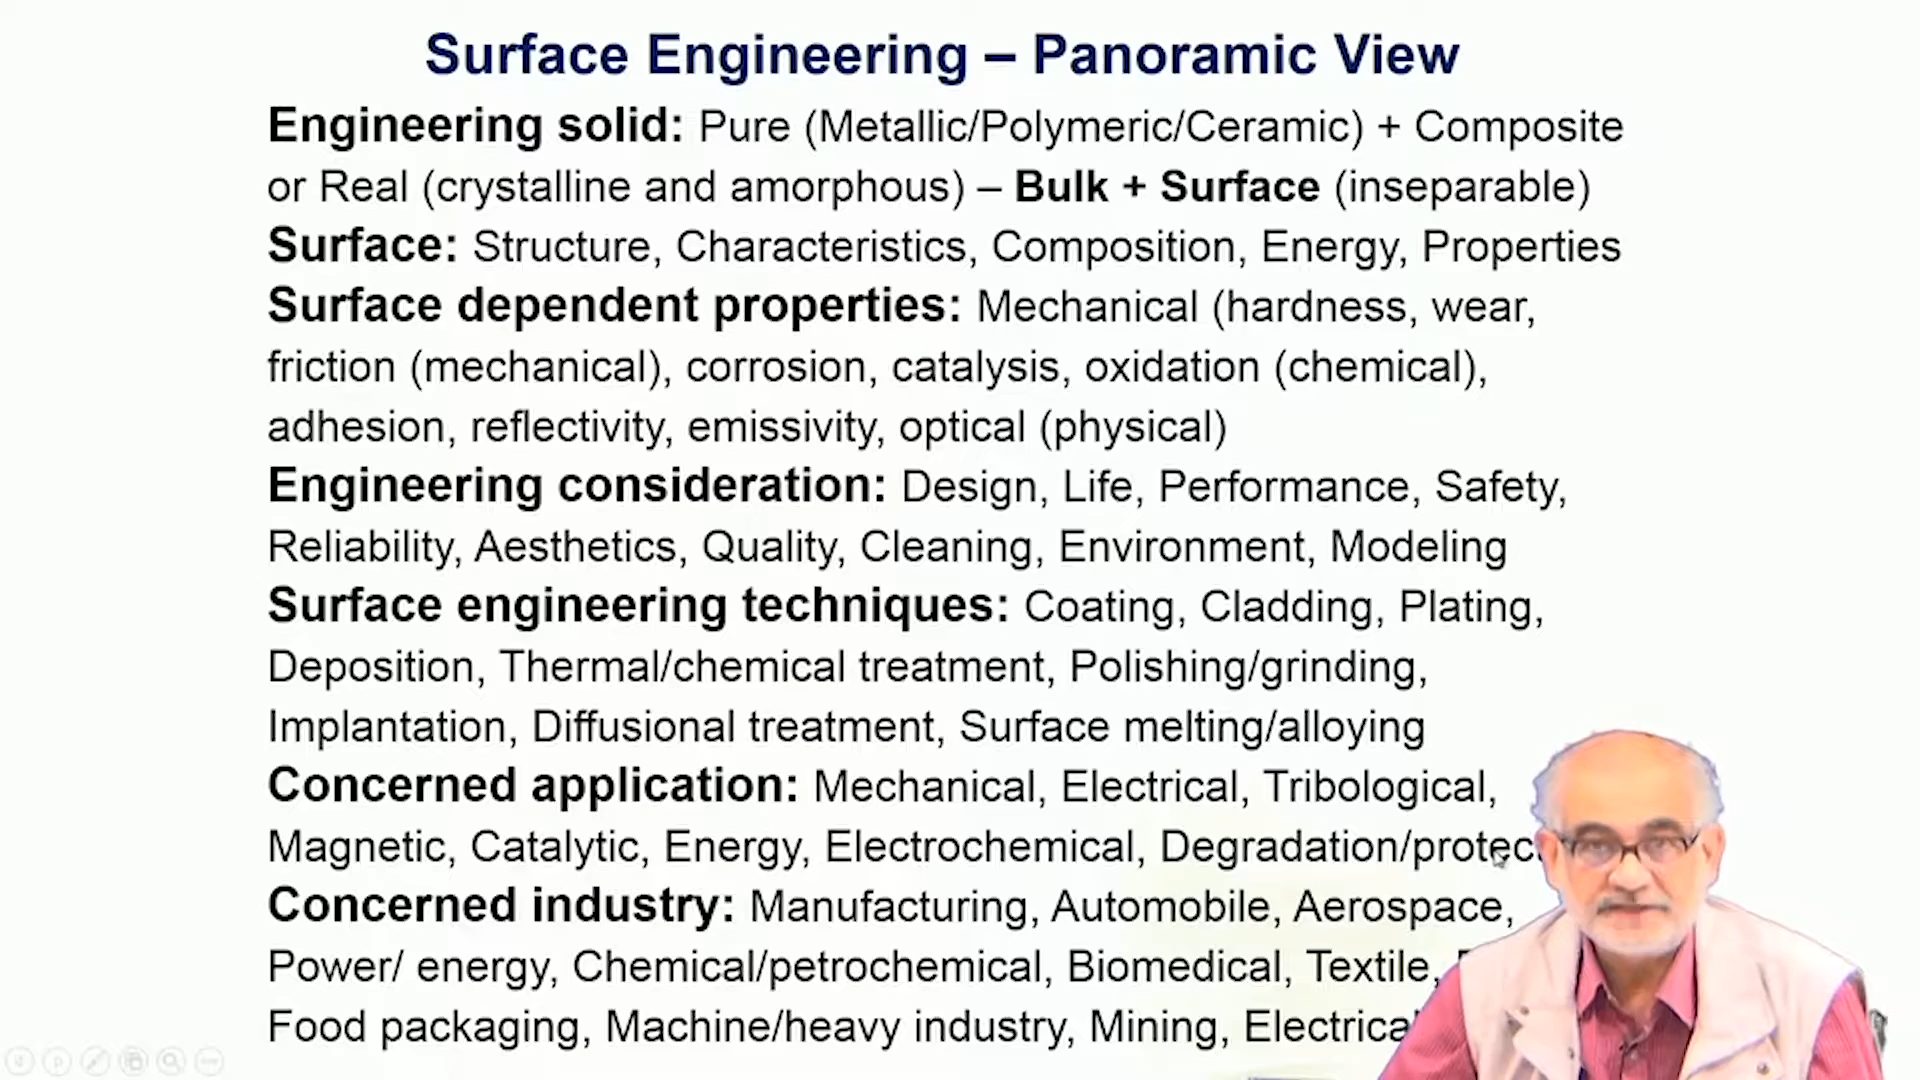 Surface Engineering – Panoramic View
Engineering solid: Pure (Metallic/Polymeric/Ceramic) + Composite
or Real (crystalline and amorphous) – Bulk + Surface (inseparable)
Surface: Structure, Characteristics, Composition, Energy, Properties
Surface dependent properties: Mechanical (hardness, wear,
friction (mechanical), corrosion, catalysis, oxidation (chemical),
adhesion, reflectivity, emissivity, optical (physical)
Engineering consideration: Design, Life, Performance, Safety,
Reliability, Aesthetics, Quality, Cleaning, Environment, Modeling
Surface engineering techniques: Coating, Cladding, Plating,
Deposition, Thermal/chemical treatment, Polishing/grinding,
Implantation, Diffusional treatment, Surface melting/alloying
Concerned application: Mechanical, Electrical, Tribological,
Magnetic, Catalytic, Energy, Electrochemical,
Concerned industry: Manufacturing, Automobile, Aerospace,
Power/ energy, Chemical/petrochemical, Biomedical, Textile,
Food packaging, Machine/heavy industry, Mining,